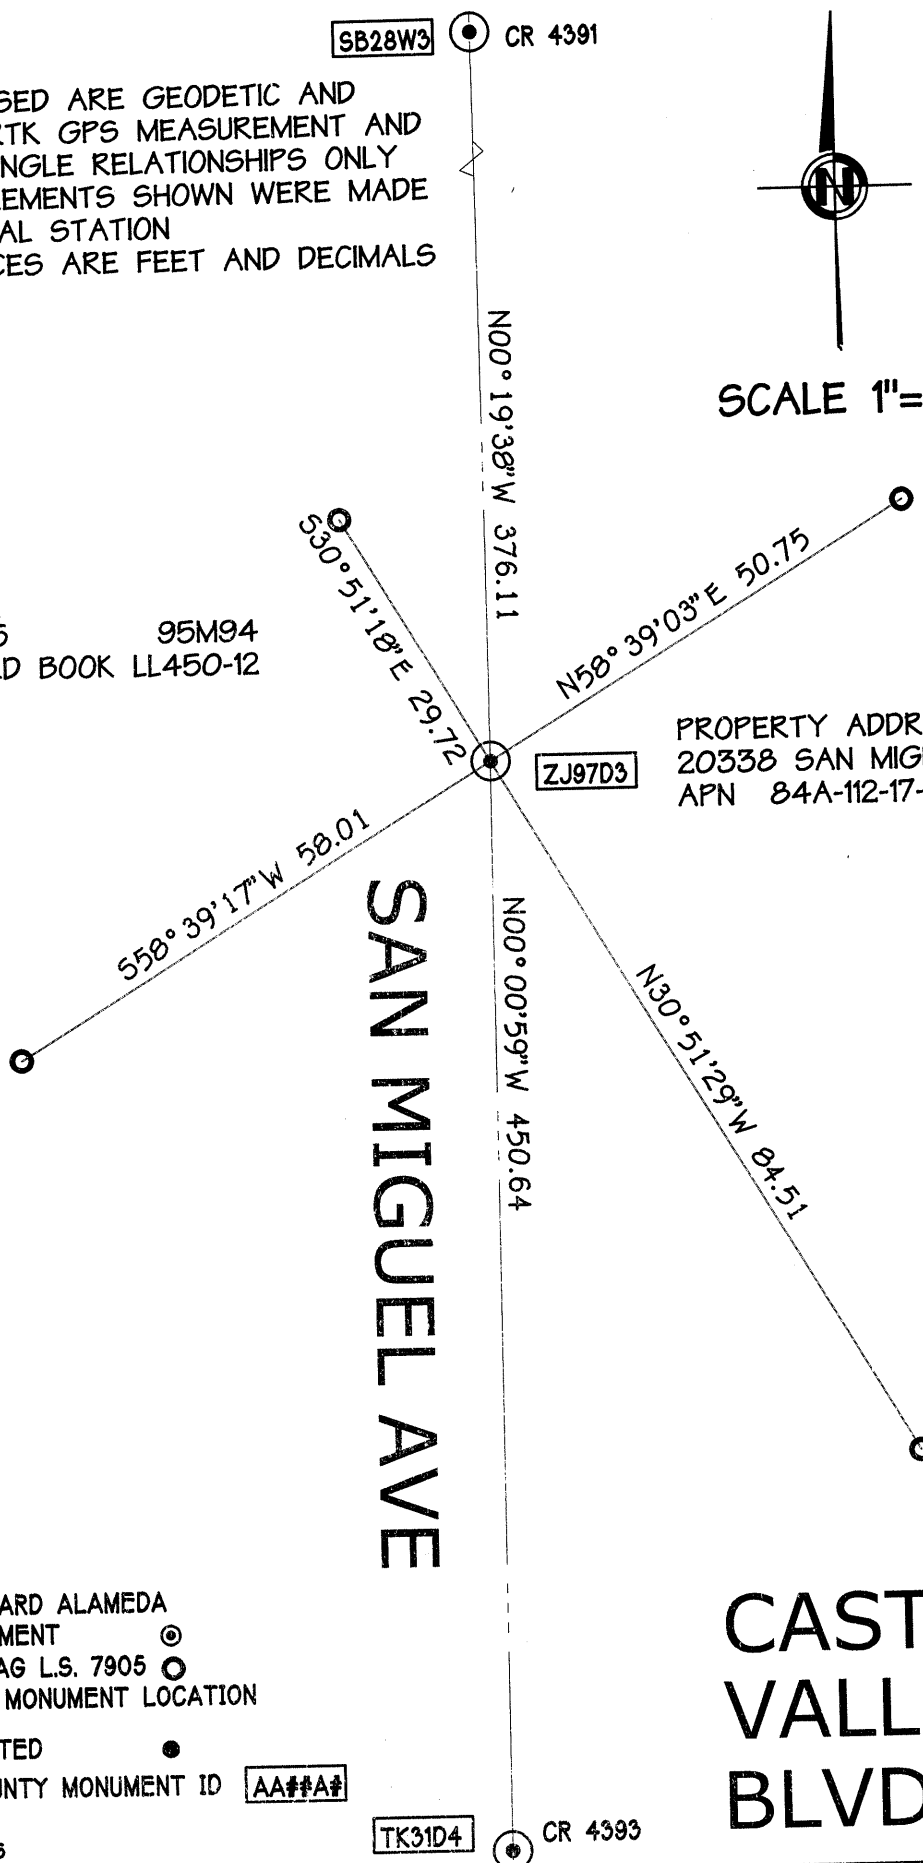 SB28W3 CR 4391
SED ARE GEODETIC AND
RTK GPS MEASUREMENT AND
NGLE RELATIONSHIPS ONLY
EMENTS SHOWN WERE MADE
AL STATION
CES ARE FEET AND DECIMALS
N
SCALE 1"=
N00°19'38"W 376.11
S30°51'18"E 29.72
N58°39'03"E 50.75
95M94
LD BOOK LL450-12
ZJ97D3
PROPERTY ADDR
20338 SAN MIG
APN 84A-112-17-
S58°39'17"W 58.01
SAN MIGUEL AVE
N00°00'59"W 450.64
N30°51'29"W 84.51
ARD ALAMEDA
MENT
AG L.S. 7905
MONUMENT LOCATION
TED
UNTY MONUMENT ID AA##A#
CAST
VALL
BLVD
TK31D4 CR 4393